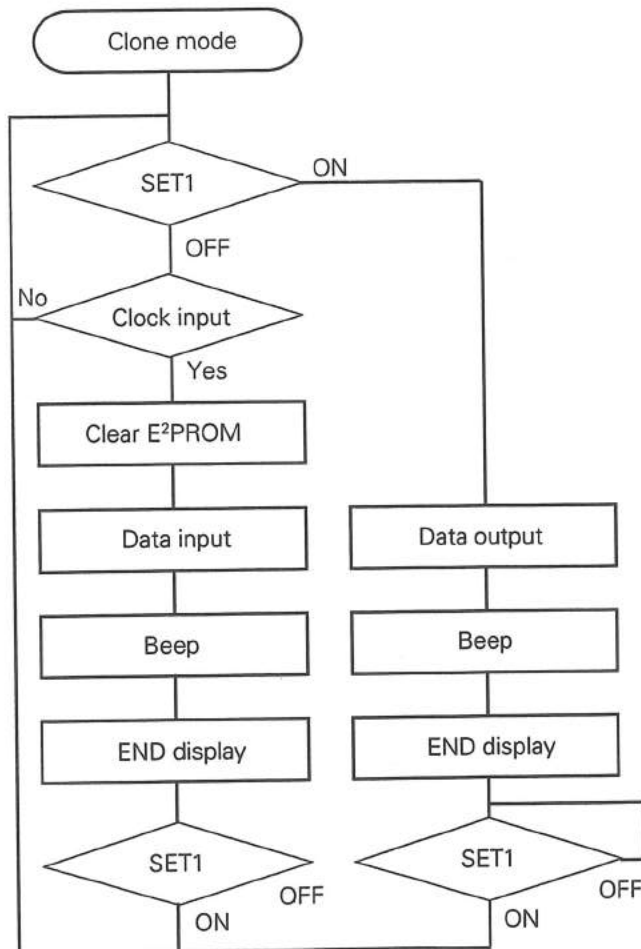 Clone mode
SET1
ON
OFF
No
Clock input
Yes
Clear E²PROM
Data input
Data output
Beep
Beep
END display
END display
SET1
OFF
ON
SET1
OFF
ON